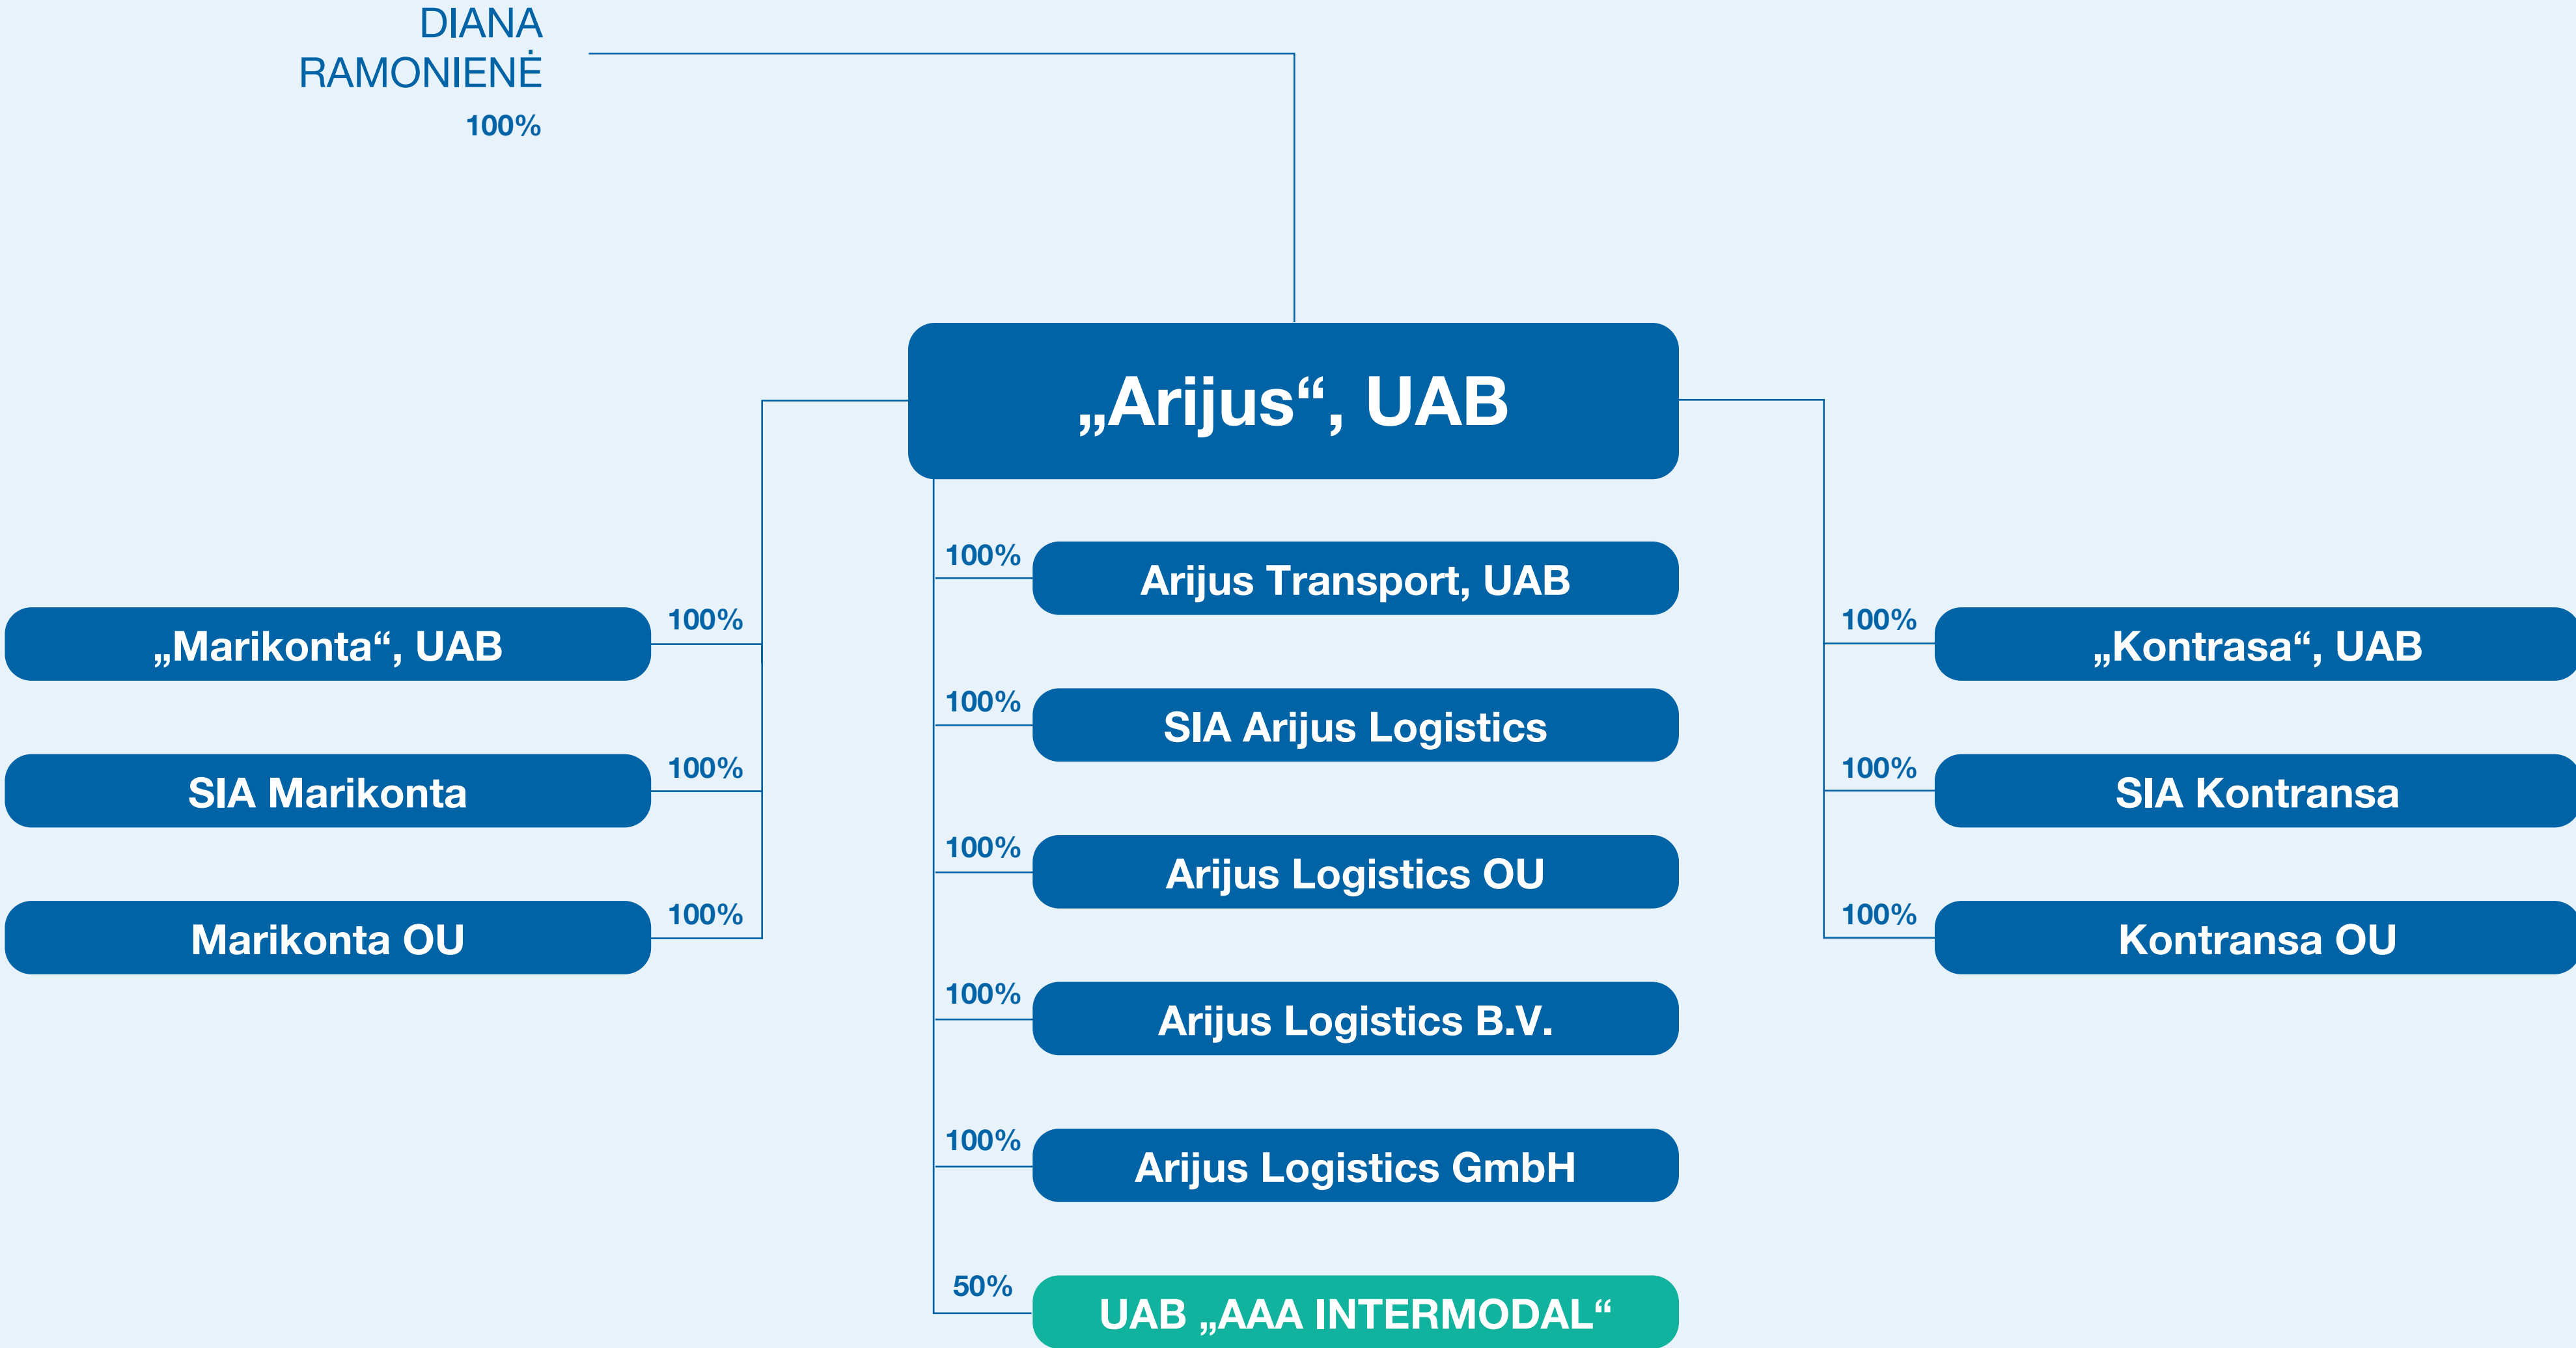 DIANA
RAMONIENĖ
100%
„Arijus“, UAB
100%
„Marikonta“, UAB
100%
SIA Marikonta
100%
Marikonta OU
100%
Arijus Transport, UAB
100%
SIA Arijus Logistics
100%
Arijus Logistics OU
100%
Arijus Logistics B.V.
100%
Arijus Logistics GmbH
50%
UAB „AAA INTERMODAL“
100%
„Kontrasa“, UAB
100%
SIA Kontransa
100%
Kontransa OU